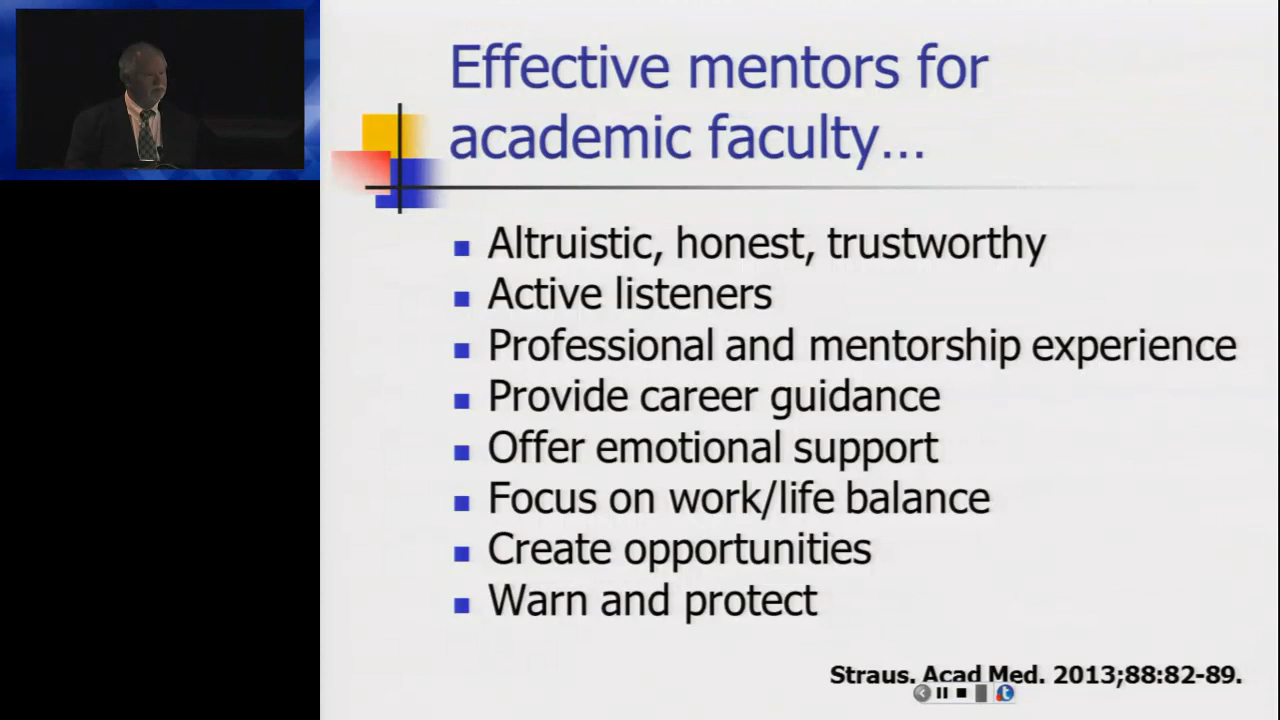 Effective mentors for
academic faculty...
Altruistic, honest, trustworthy
Active listeners
Professional and mentorship experience
Provide career guidance
Offer emotional support
Focus on work/life balance
Create opportunities
Warn and protect
Straus. Acad Med. 2013;88:82-89.